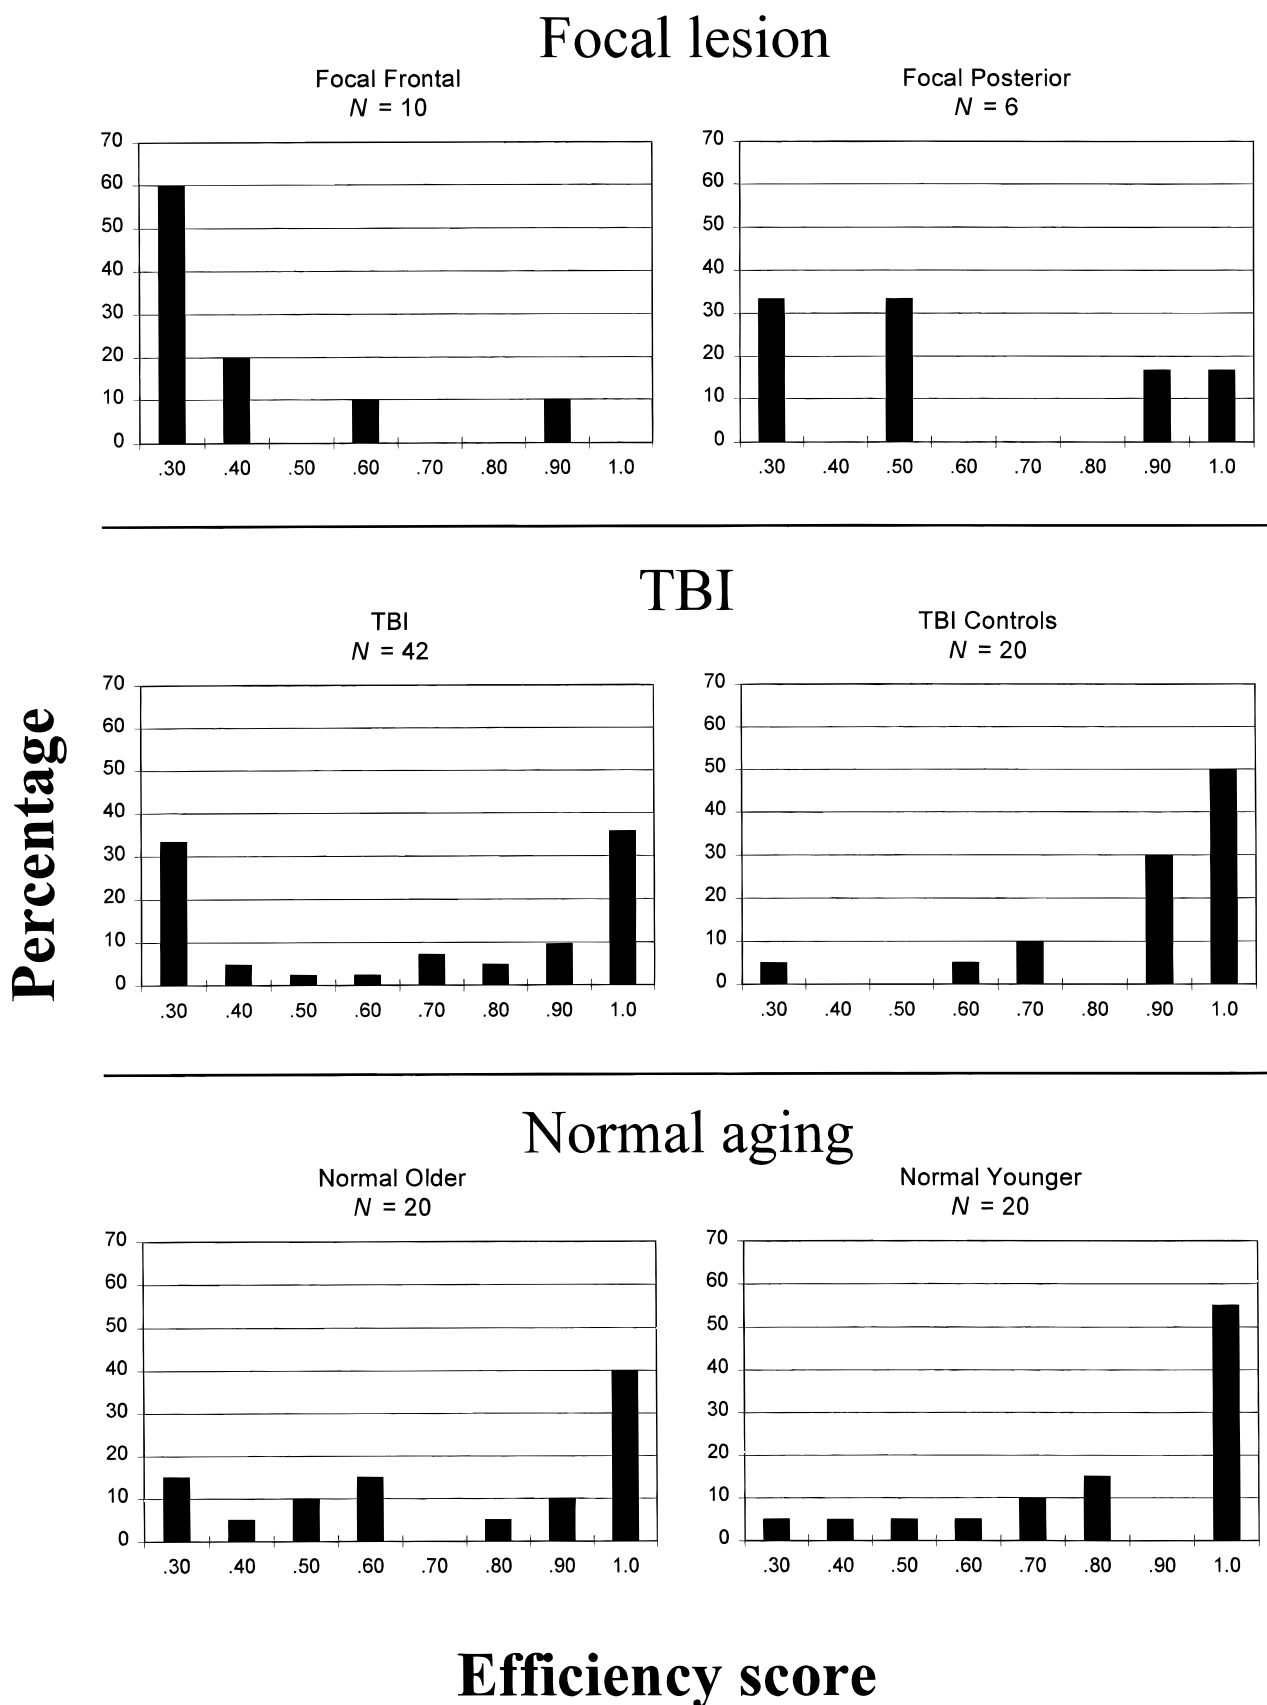 Focal lesion
Focal Frontal
N = 10
70
60
50
40
30
20
10
0
.30 .40 .50 .60 .70 .80 .90 1.0
Focal Posterior
N = 6
70
60
50
40
30
20
10
0
.30 .40 .50 .60 .70 .80 .90 1.0
Percentage
TBI
TBI
N = 42
70
60
50
40
30
20
10
0
.30 .40 .50 .60 .70 .80 .90 1.0
TBI Controls
N = 20
70
60
50
40
30
20
10
0
.30 .40 .50 .60 .70 .80 .90 1.0
Normal aging
Normal Older
N = 20
70
60
50
40
30
20
10
0
.30 .40 .50 .60 .70 .80 .90 1.0
Normal Younger
N = 20
70
60
50
40
30
20
10
0
.30 .40 .50 .60 .70 .80 .90 1.0
Efficiency score